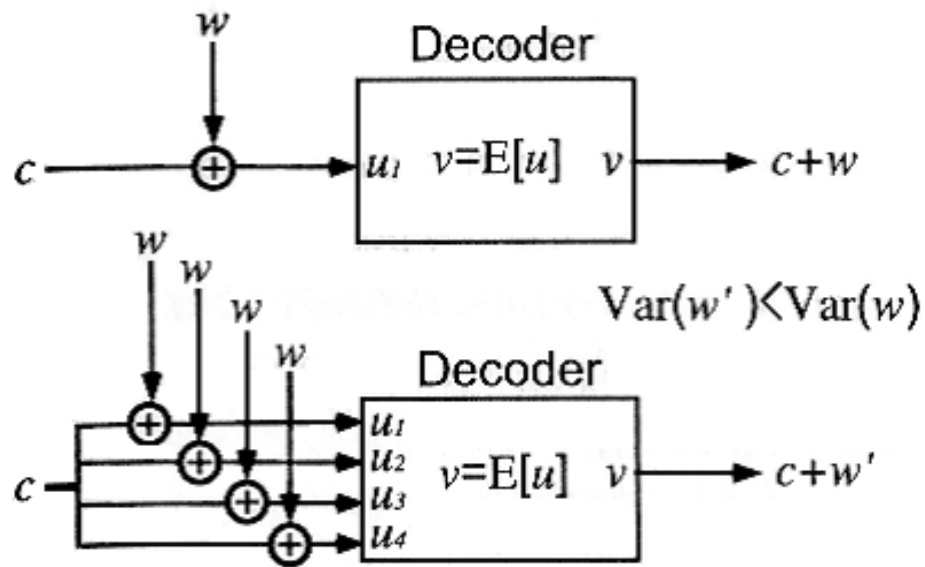 w
Decoder
c
u1 v=E[u] v
c+w
w
w
w
w
Var(w')<Var(w)
Decoder
c
u1
u2
u3
u4
v=E[u] v
c+w'